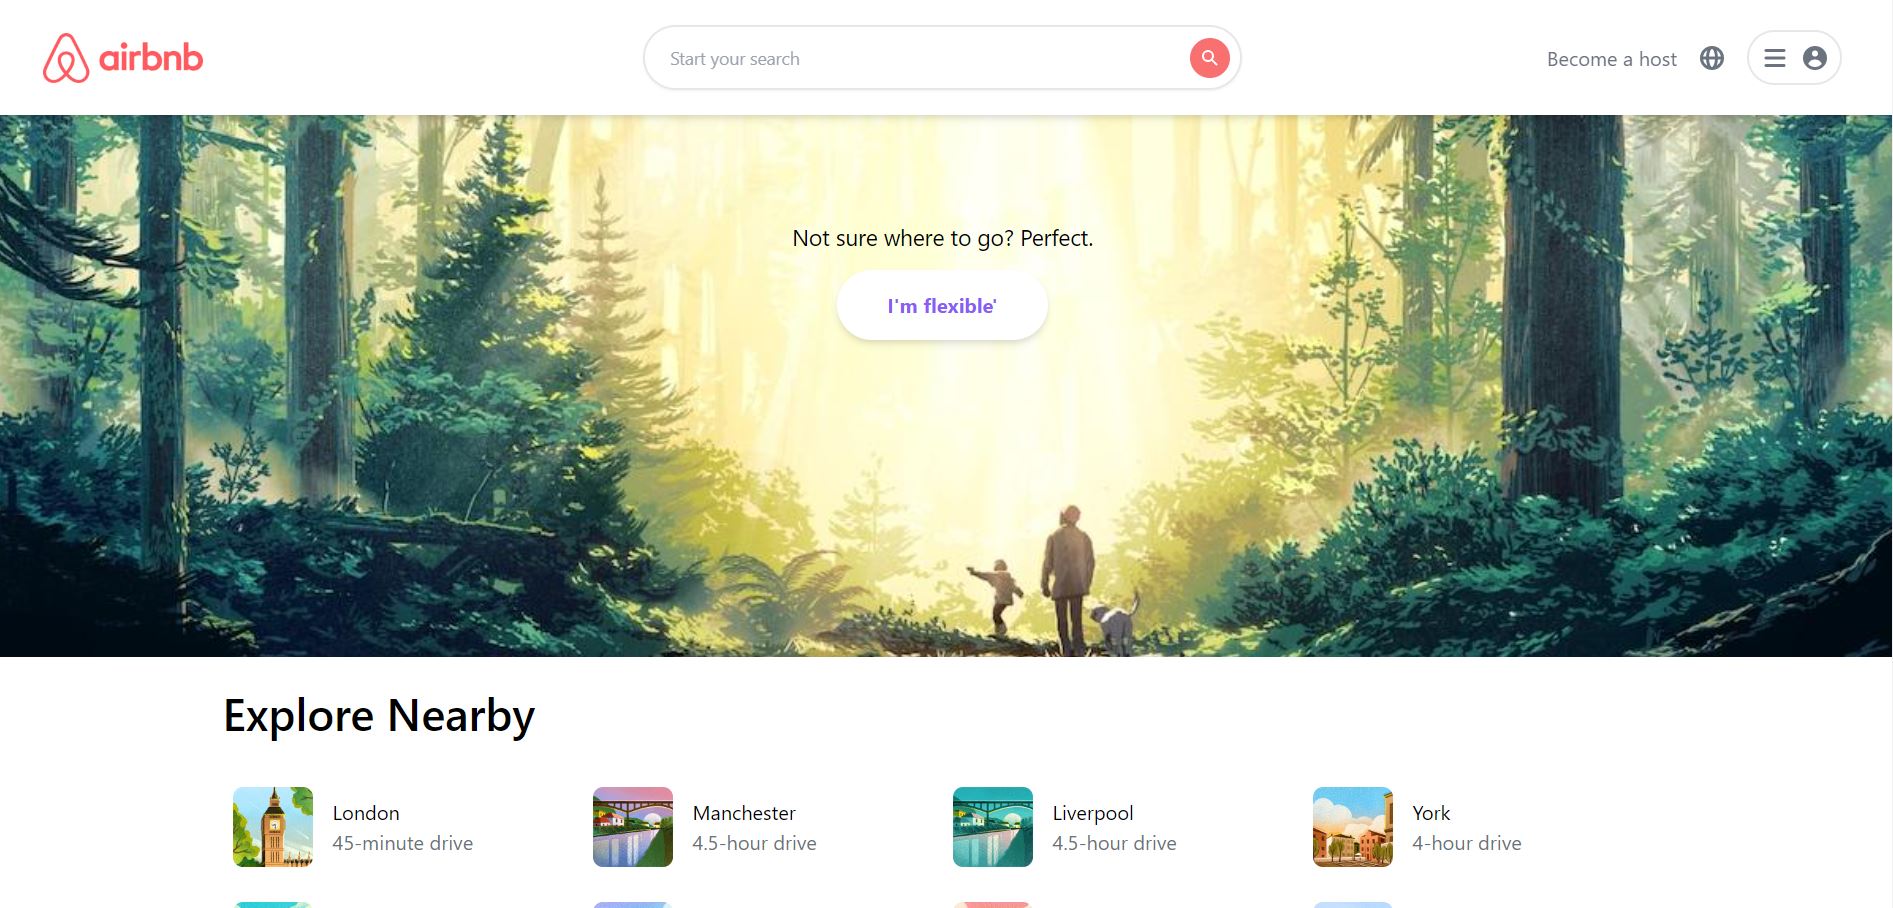 airbnb
Start your search
Become a host
Not sure where to go? Perfect.
I'm flexible'
Explore Nearby
London
45-minute drive
Manchester
4.5-hour drive
Liverpool
4.5-hour drive
York
4-hour drive